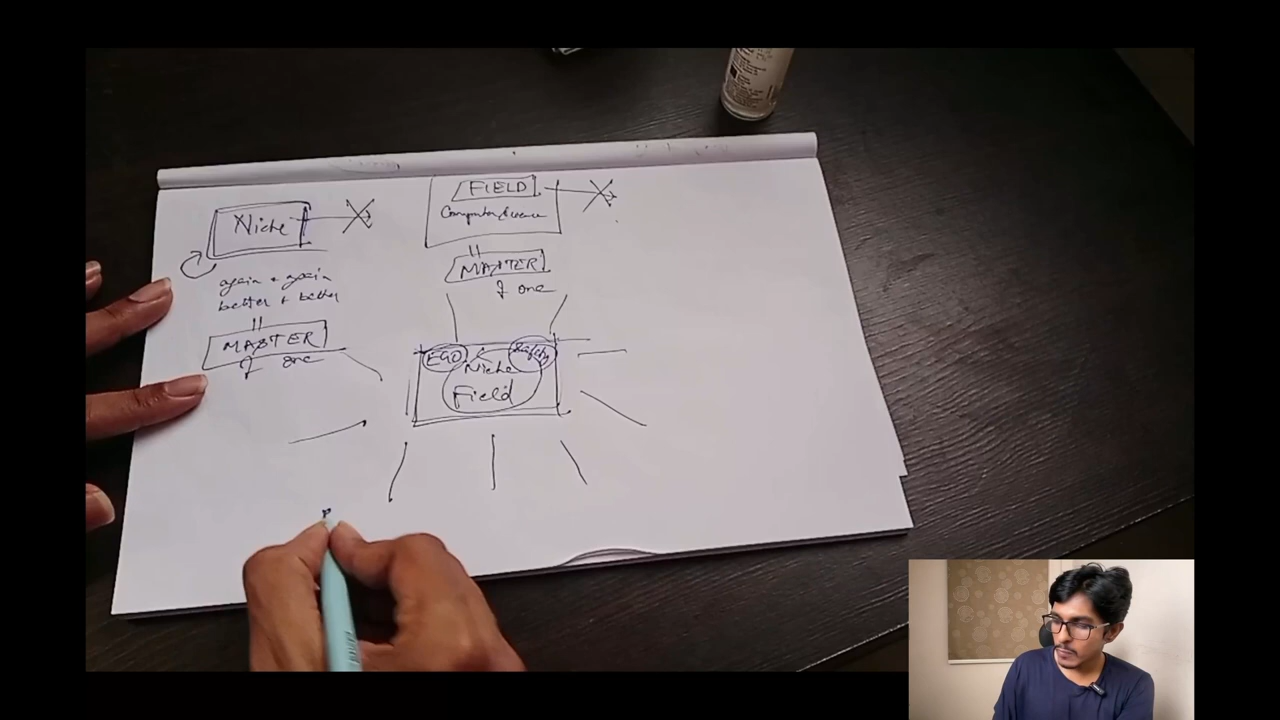 Niche
again + again
better + better
MASTER
of one
FIELD
Computer Science
MASTER
of one
EGO
Safety
Niche
Field